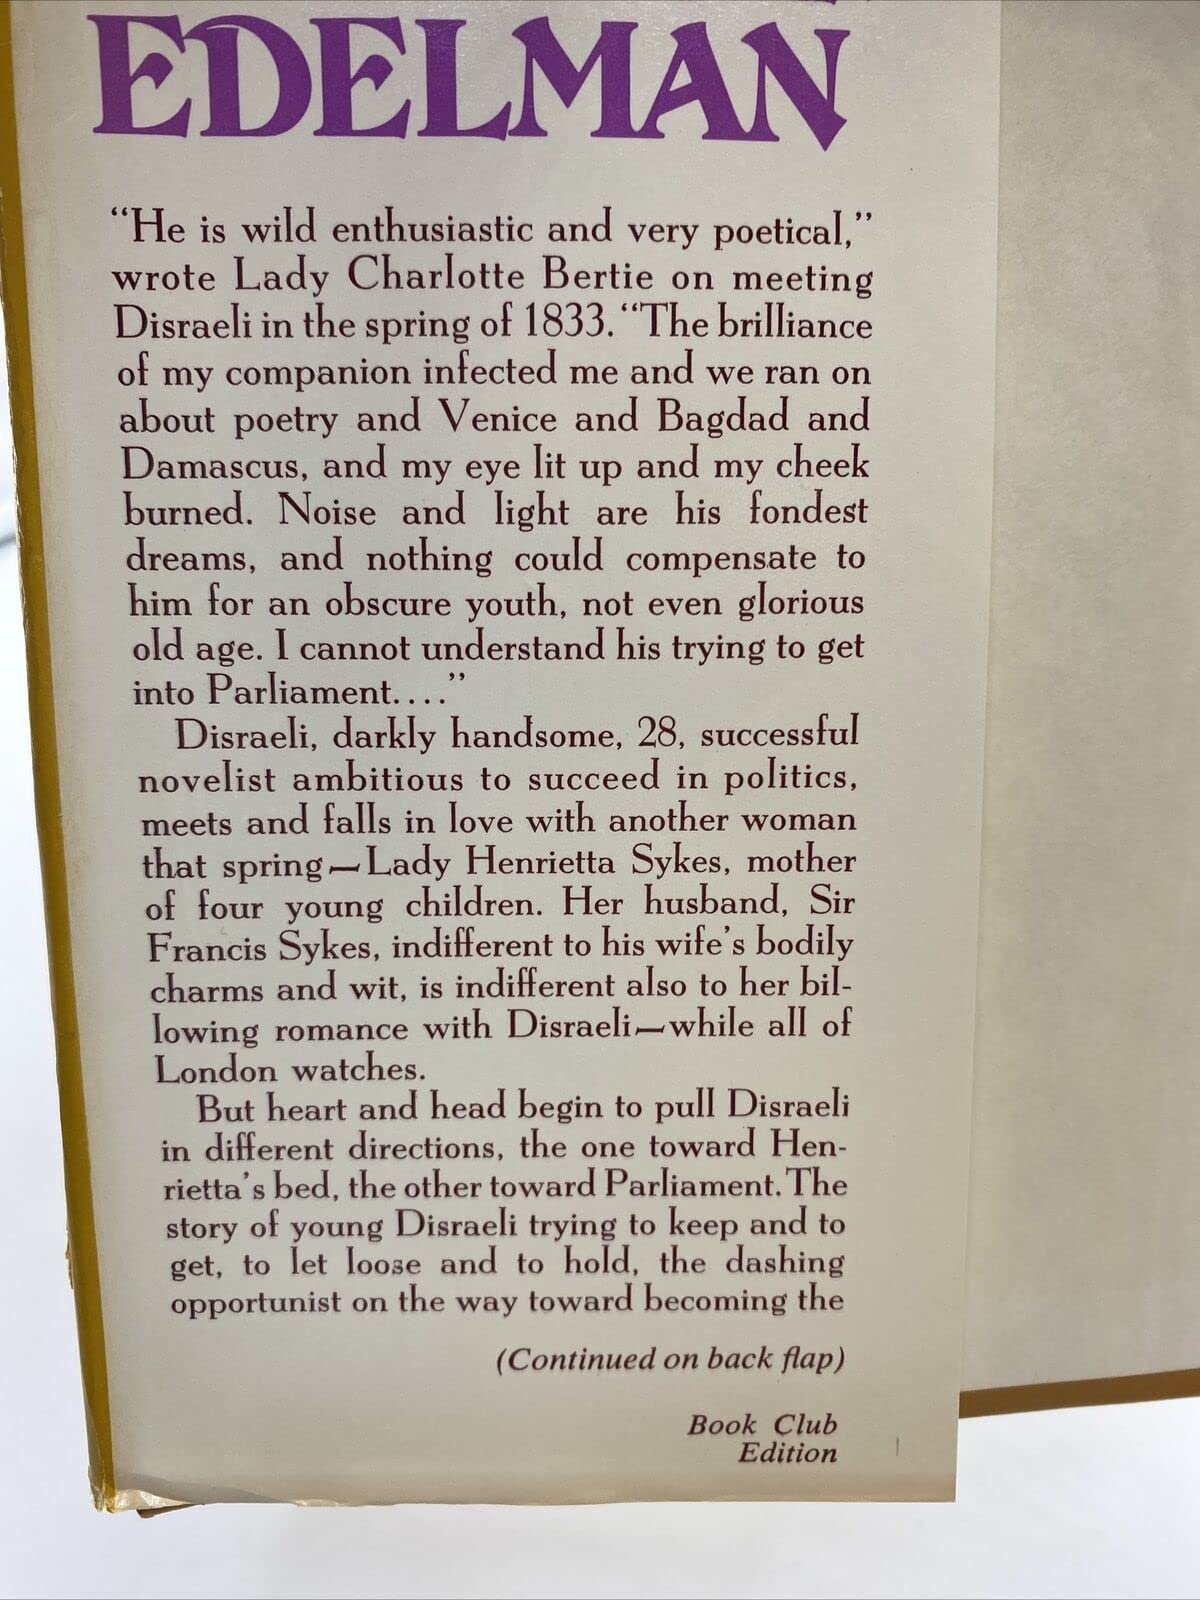 EDELMAN
“He is wild enthusiastic and very poetical,”
wrote Lady Charlotte Bertie on meeting
Disraeli in the spring of 1833. “The brilliance
of my companion infected me and we ran on
about poetry and Venice and Bagdad and
Damascus, and my eye lit up and my cheek
burned. Noise and light are his fondest
dreams, and nothing could compensate to
him for an obscure youth, not even glorious
old age. I cannot understand his trying to get
into Parliament....”
Disraeli, darkly handsome, 28, successful
novelist ambitious to succeed in politics,
meets and falls in love with another woman
that spring—Lady Henrietta Sykes, mother
of four young children. Her husband, Sir
Francis Sykes, indifferent to his wife's bodily
charms and wit, is indifferent also to her bil-
lowing romance with Disraeli—while all of
London watches.
But heart and head begin to pull Disraeli
in different directions, the one toward Hen-
rietta's bed, the other toward Parliament. The
story of young Disraeli trying to keep and to
get, to let loose and to hold, the dashing
opportunist on the way toward becoming the
(Continued on back flap)
Book Club
Edition